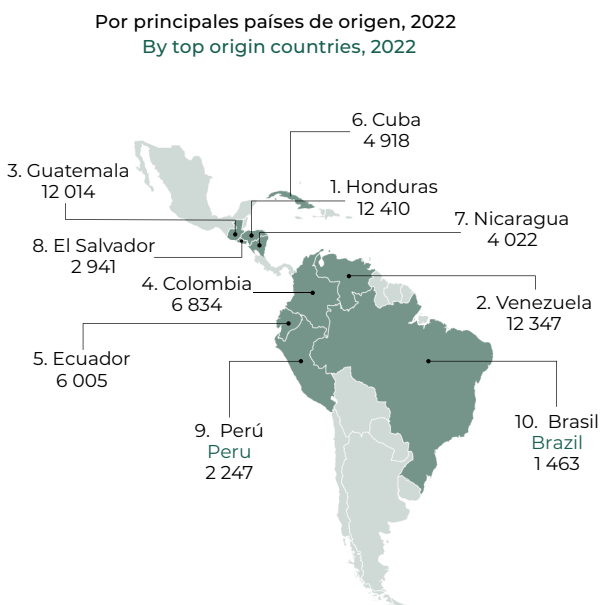 Por principales países de origen, 2022
By top origin countries, 2022
6. Cuba
4 918
3. Guatemala
12 014
1. Honduras
12 410
7. Nicaragua
4 022
8. El Salvador
2 941
4. Colombia
6 834
2. Venezuela
12 347
5. Ecuador
6 005
9. Perú
Peru
2 247
10. Brasil
Brazil
1 463